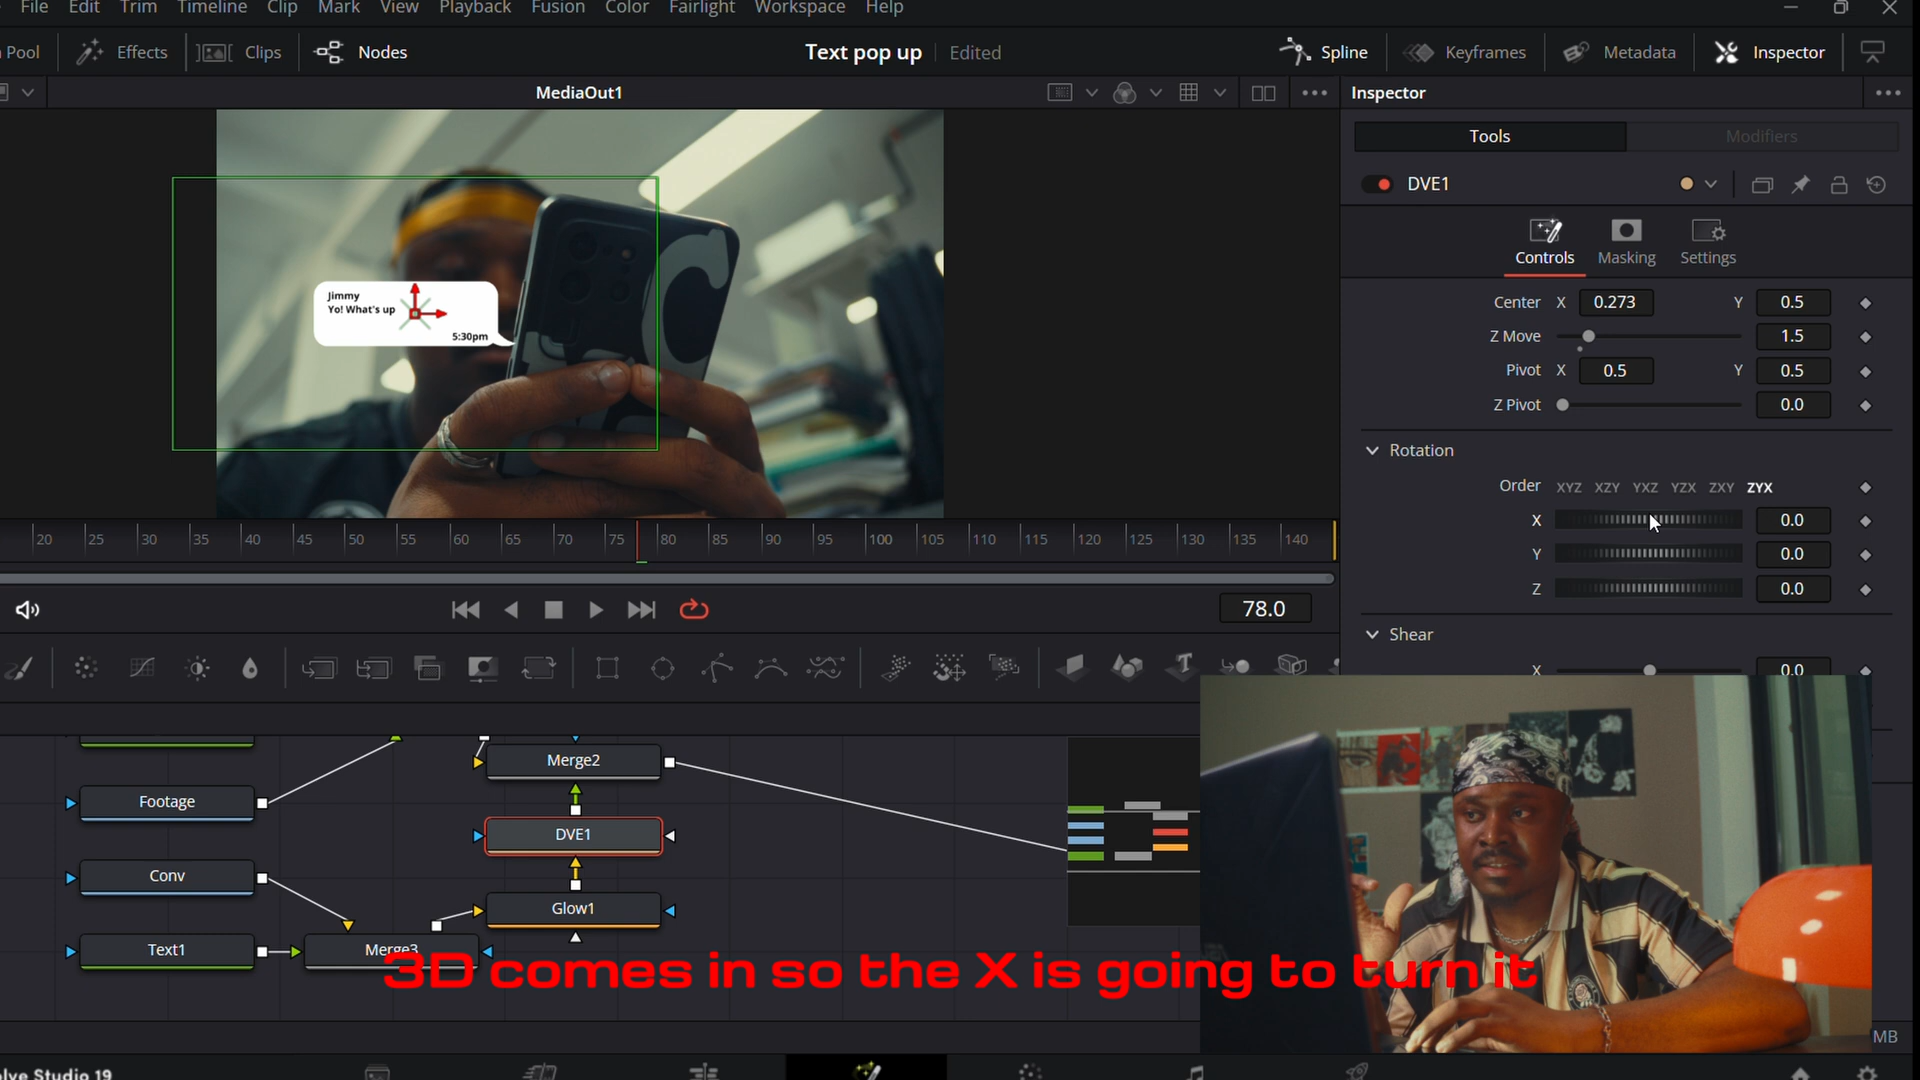 File Edit Trim Timeline Clip Mark View Playback Fusion Color Fairlight Workspace Help
Pool Effects Clips Nodes Text pop up Edited Spline Keyframes Metadata Inspector
MediaOut1
Inspector
Tools Modifiers
DVE1
Controls Masking Settings
Center X 0.273 Y 0.5
Z Move 1.5
Pivot X 0.5 Y 0.5
Z Pivot 0.0
Rotation
Order XYZ XZY YXZ YZX ZXY ZYX
X 0.0
Y 0.0
Z 0.0
Shear
X 0.0
Jimmy
Yo! What's up
5:30pm
20 25 30 35 40 45 50 55 60 65 70 75 80 85 90 95 100 105 110 115 120 125 130 135 140
78.0
Merge2
Footage
DVE1
Conv
Glow1
Text1
Merge3
3D comes in so the X is going to turn it
MB
olve Studio 19